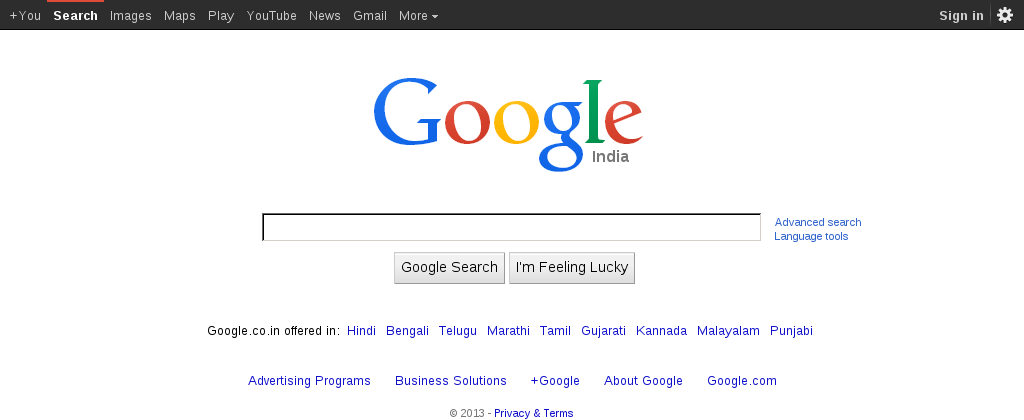 +You Search Images Maps Play YouTube News Gmail More Sign in
Google
India
Advanced search
Language tools
Google Search I'm Feeling Lucky
Google.co.in offered in: Hindi Bengali Telugu Marathi Tamil Gujarati Kannada Malayalam Punjabi
Advertising Programs Business Solutions +Google About Google Google.com
© 2013 - Privacy & Terms